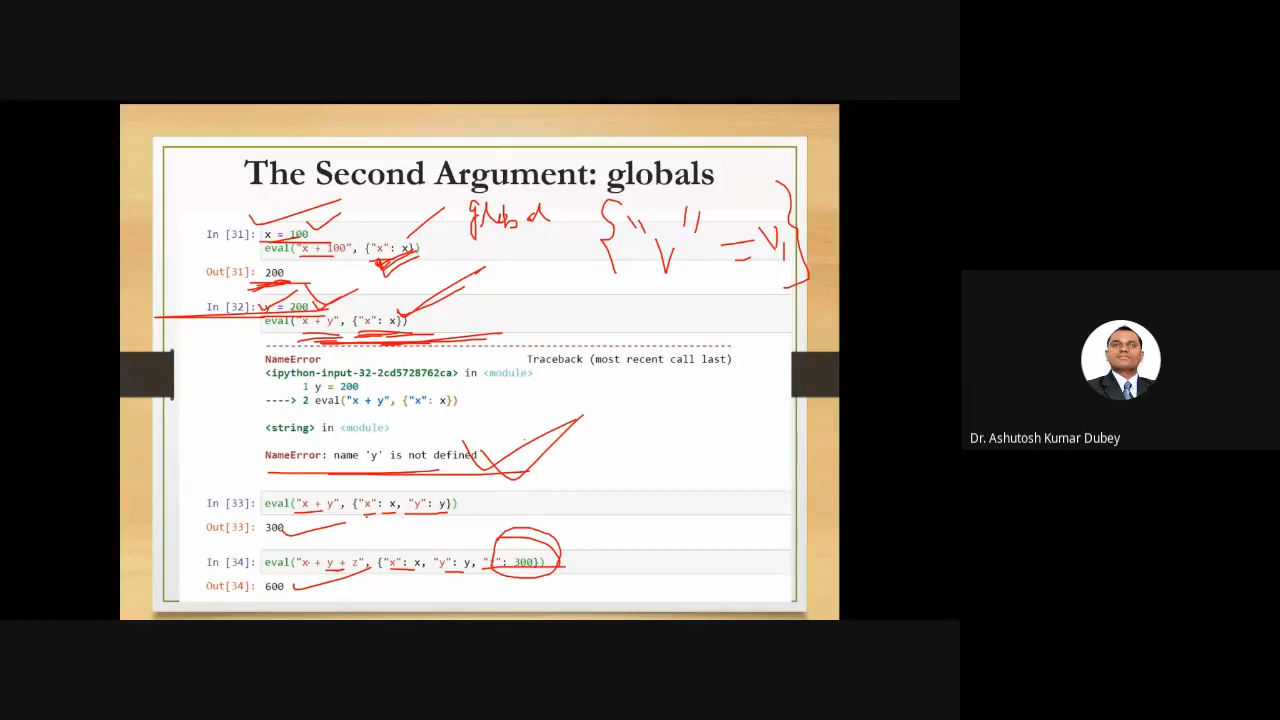 The Second Argument: globals
global
{"V" = V1}
In [31]: x = 100
eval("x + 100", {"x": x})
Out[31]: 200
In [32]: y = 200
eval("x + y", {"x": x})
NameError Traceback (most recent call last)
<ipython-input-32-2cd5728762ca> in <module>
1 y = 200
----> 2 eval("x + y", {"x": x})
<string> in <module>
NameError: name 'y' is not defined
In [33]: eval("x + y", {"x": x, "y": y})
Out[33]: 300
In [34]: eval("x + y + z", {"x": x, "y": y, "z": 300})
Out[34]: 600
Dr. Ashutosh Kumar Dubey